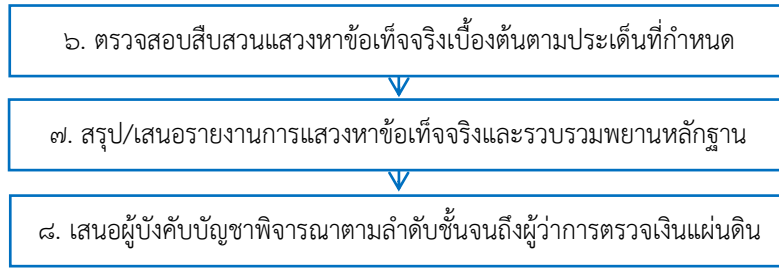 ๖. ตรวจสอบสืบสวนแสวงหาข้อเท็จจริงเบื้องต้นตามประเด็นที่กำหนด
๗. สรุป/เสนอรายงานการแสวงหาข้อเท็จจริงและรวบรวมพยานหลักฐาน
๘. เสนอผู้บังคับบัญชาพิจารณาตามลำดับชั้นจนถึงผู้ว่าการตรวจเงินแผ่นดิน